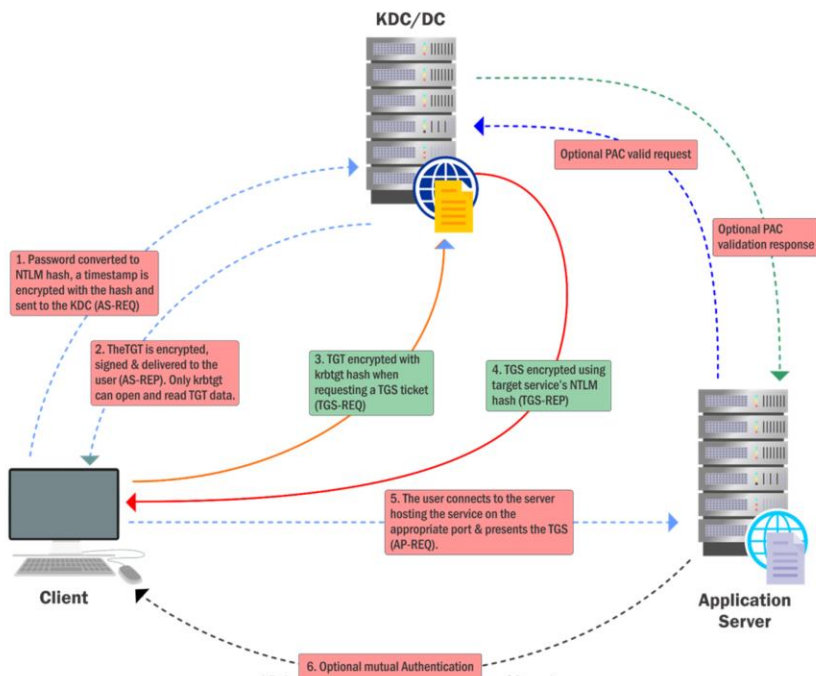 KDC/DC
Optional PAC valid request
Optional PAC
validation response
1. Password converted to
NTLM hash, a timestamp is
encrypted with the hash and
sent to the KDC (AS-REQ)
2. TheTGT is encrypted,
signed & delivered to the
user (AS-REP). Only krbtgt
can open and read TGT data.
3. TGT encrypted with
krbtgt hash when
requesting a TGS ticket
(TGS-REQ)
4. TGS encrypted using
target service's NTLM
hash (TGS-REP)
5. The user connects to the server
hosting the service on the
appropriate port & presents the TGS
(AP-REQ).
Client
Application
Server
6. Optional mutual Authentication